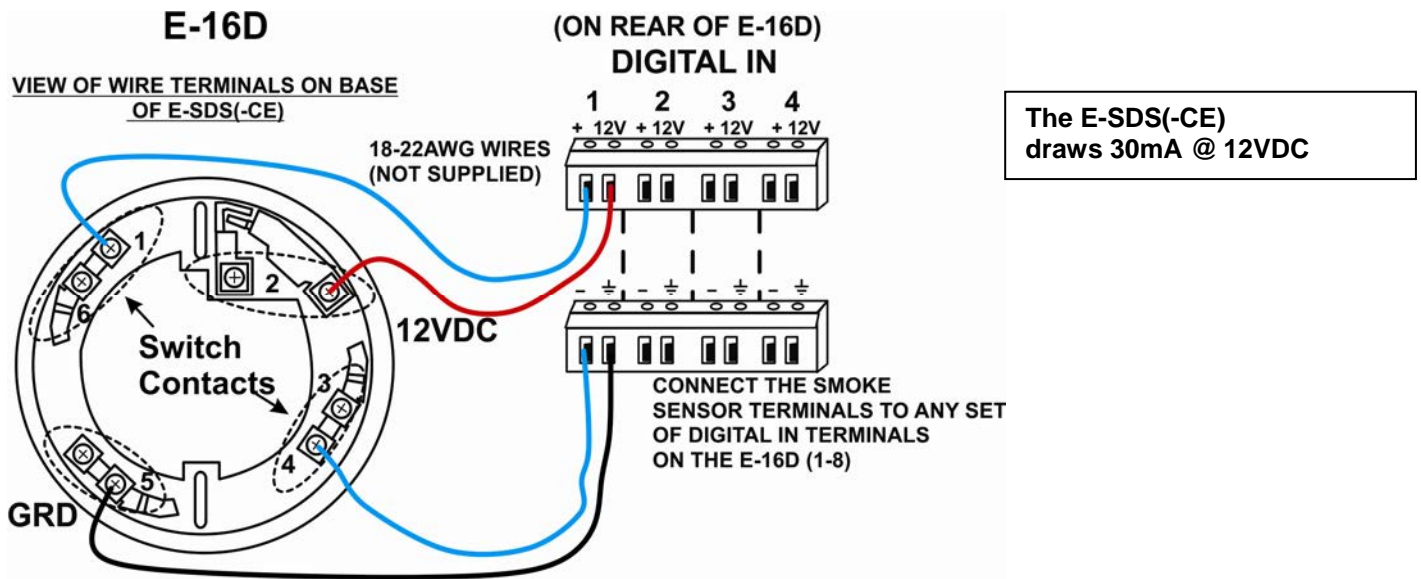 E-16D
VIEW OF WIRE TERMINALS ON BASE
OF E-SDS(-CE)
(ON REAR OF E-16D)
DIGITAL IN
1 2 3 4
+ 12V + 12V + 12V + 12V
18-22AWG WIRES
(NOT SUPPLIED)
The E-SDS(-CE)
draws 30mA @ 12VDC
1
2
6
12VDC
Switch
Contacts
3
4
5
GRD
- ⏚ - ⏚ - ⏚ - ⏚
CONNECT THE SMOKE
SENSOR TERMINALS TO ANY SET
OF DIGITAL IN TERMINALS
ON THE E-16D (1-8)